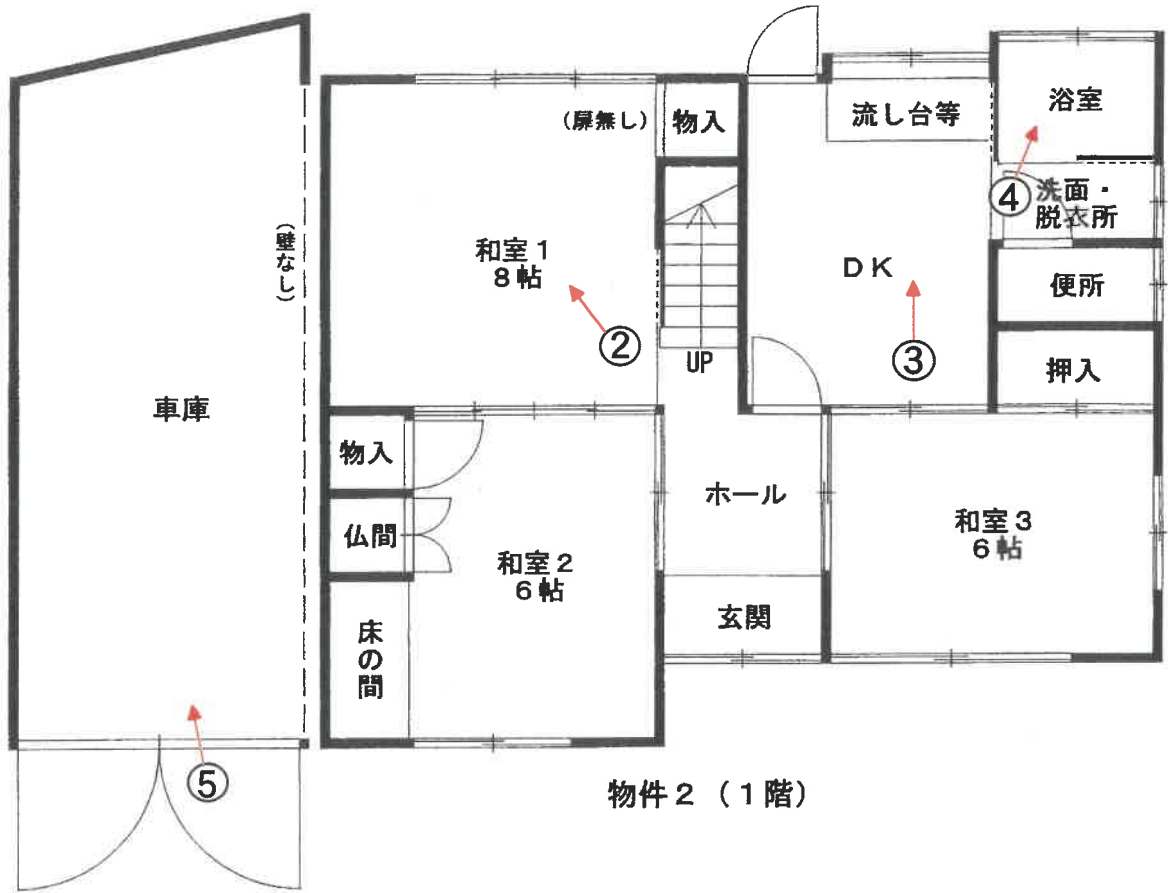 浴室
流し台等
(扉無し)
物入
④
洗面・
脱衣所
(壁なし)
和室1
8帖
DK
便所
②
UP
③
押入
車庫
物入
ホール
和室3
6帖
仏間
和室2
6帖
玄関
床の間
⑤
物件2(1階)